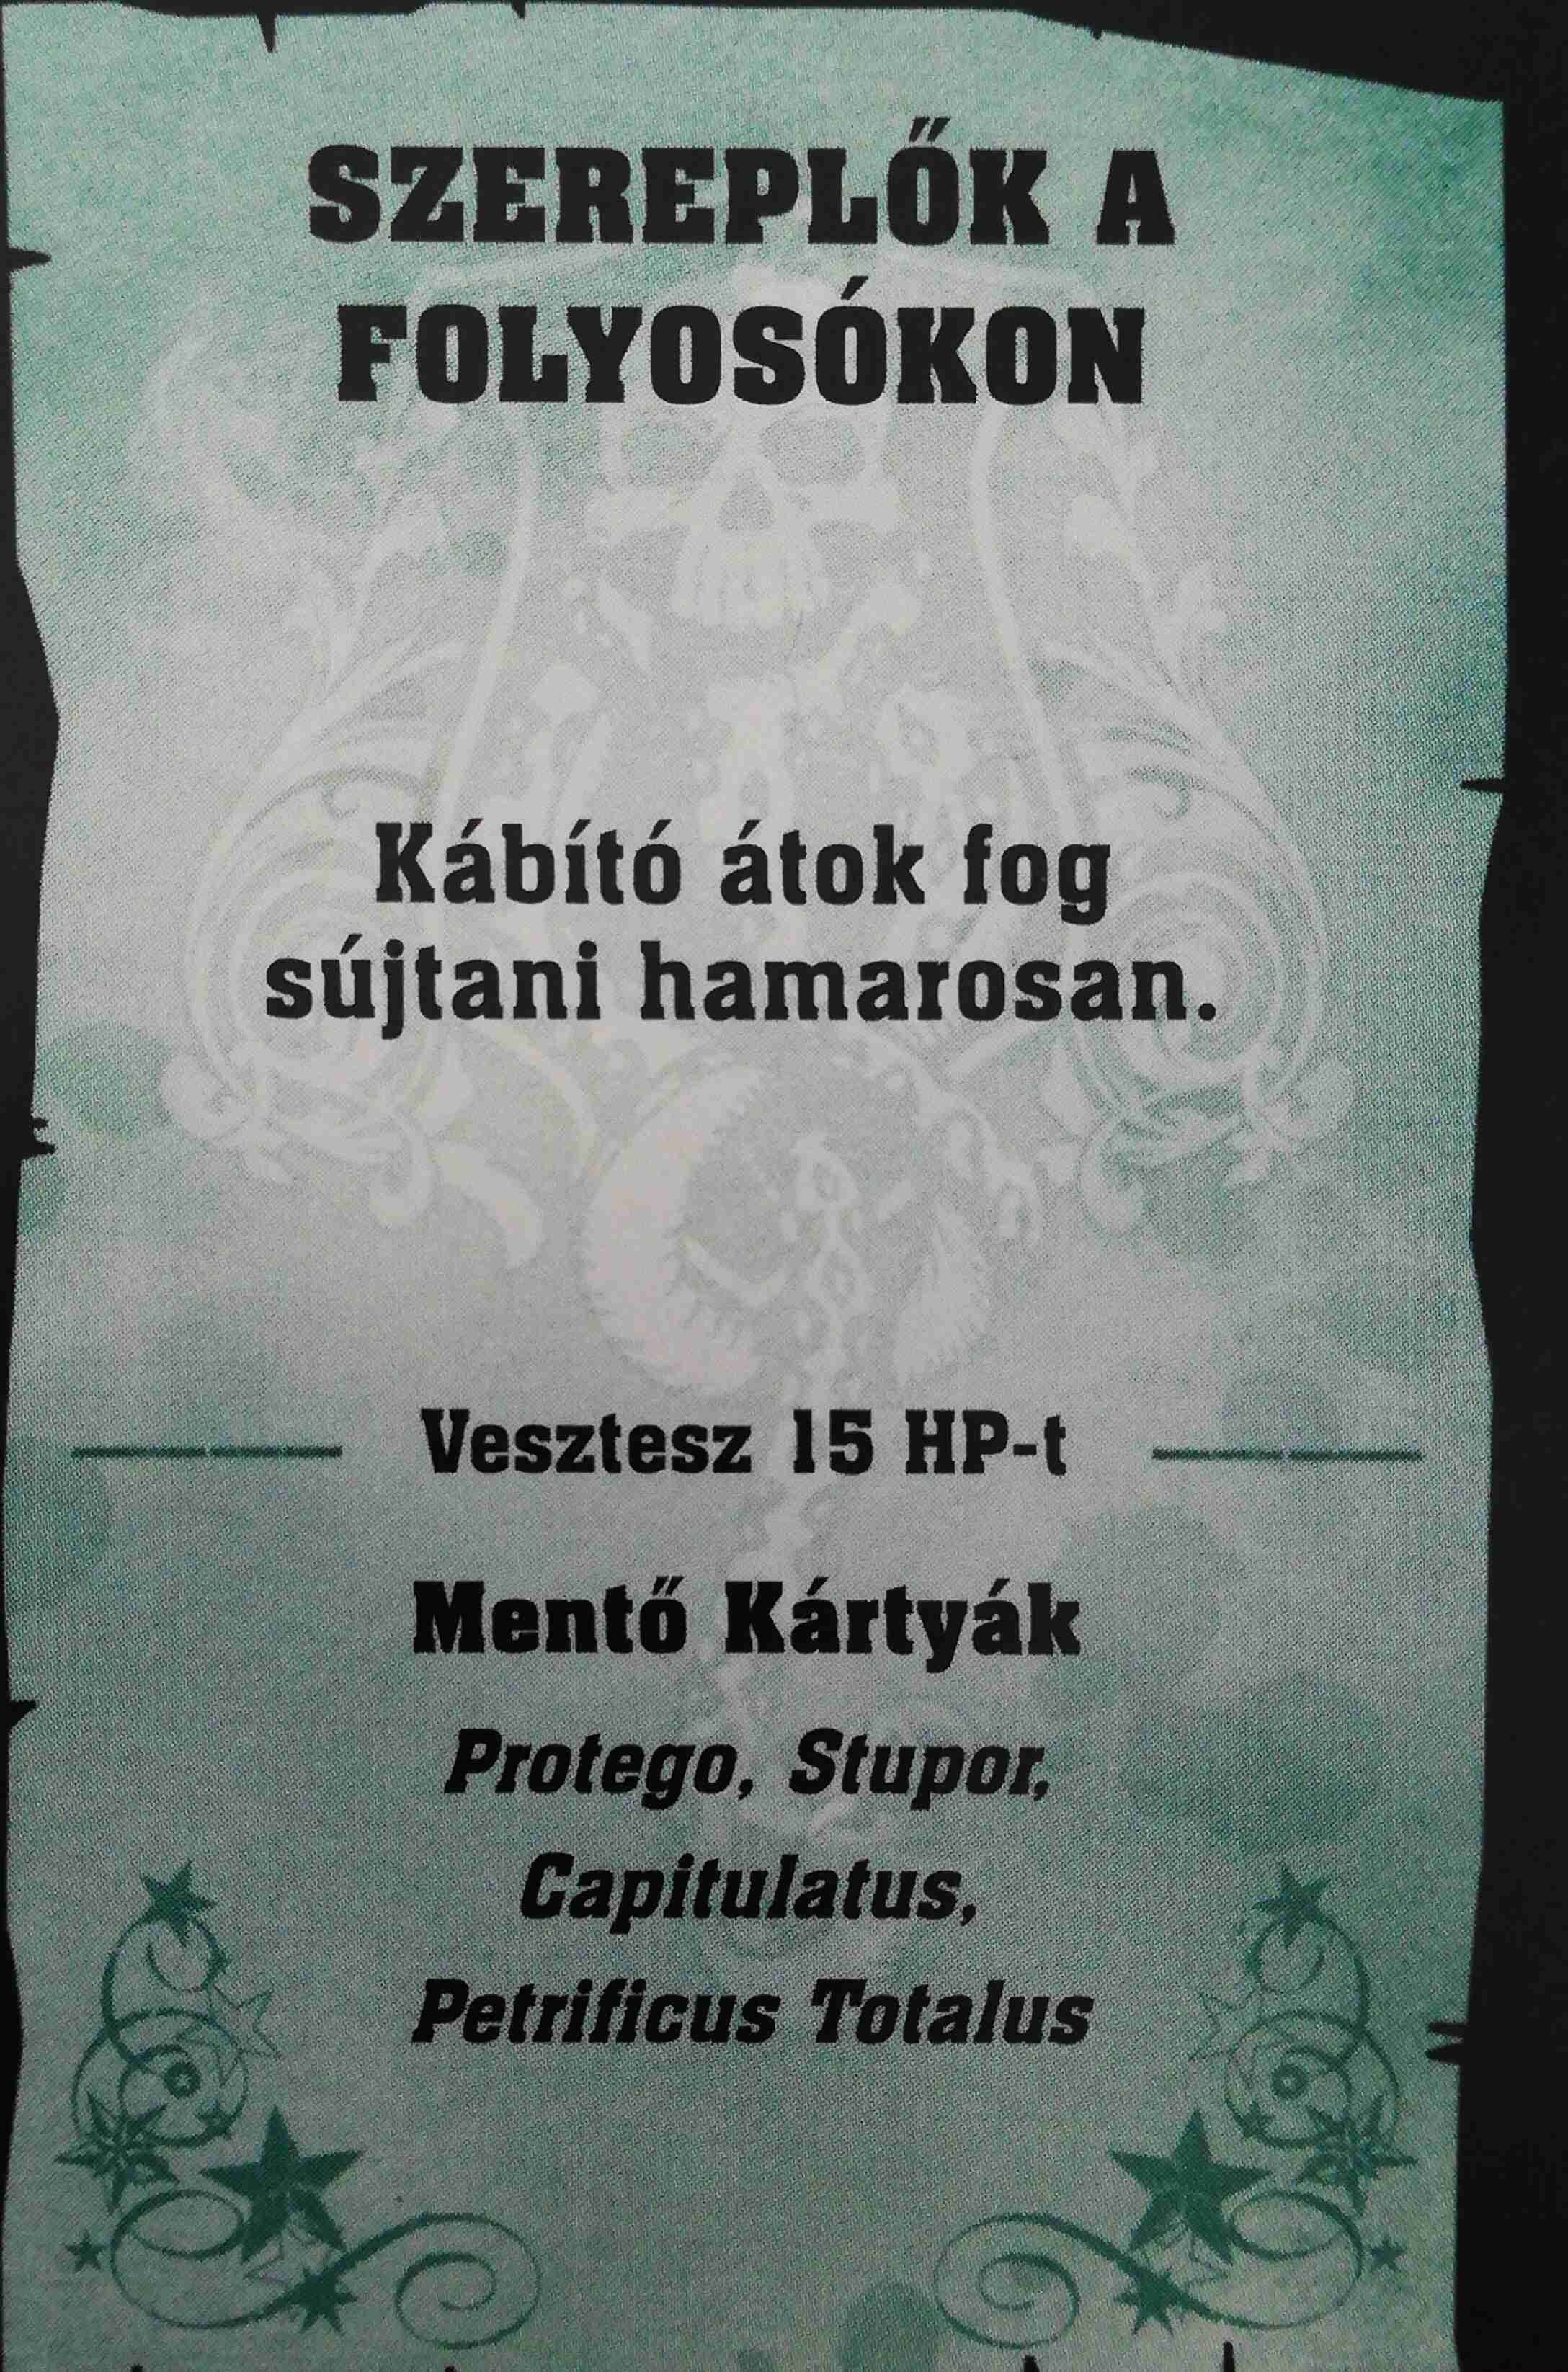 SZEREPLŐK A
FOLYOSÓKON
Kábító átok fog
sújtani hamarosan.
Vesztesz 15 HP-t
Mentő Kártyák
Protego, Stupor,
Capitulatus,
Petrificus Totalus